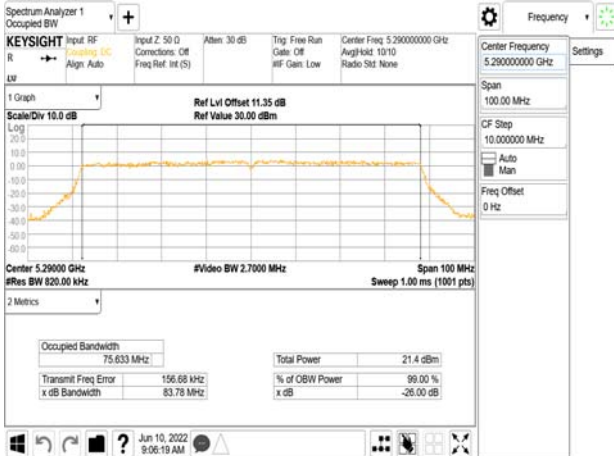 Spectrum Analyzer 1
Occupied BW
+
Frequency
KEYSIGHT
Input: RF
Coupling: DC
Align: Auto
Input Z: 50 Ω
Corrections: Off
Freq Ref: Int (S)
Atten: 30 dB
Trig: Free Run
Gate: Off
#IF Gain: Low
Center Freq: 5.290000000 GHz
Avg|Hold: 10/10
Radio Std: None
R
LXI
Center Frequency
5.290000000 GHz
Settings
Span
100.00 MHz
CF Step
10.000000 MHz
Auto
Man
Freq Offset
0 Hz
1 Graph
Scale/Div 10.0 dB
Ref Lvl Offset 11.35 dB
Ref Value 30.00 dBm
Log
20.0
10.0
0.00
-10.0
-20.0
-30.0
-40.0
-50.0
-60.0
Center 5.29000 GHz
#Res BW 820.00 kHz
#Video BW 2.7000 MHz
Span 100 MHz
Sweep 1.00 ms (1001 pts)
2 Metrics
Occupied Bandwidth
75.633 MHz
Total Power
21.4 dBm
Transmit Freq Error
156.68 kHz
% of OBW Power
99.00 %
x dB Bandwidth
83.78 MHz
x dB
-26.00 dB
?
Jun 10, 2022
9:06:19 AM